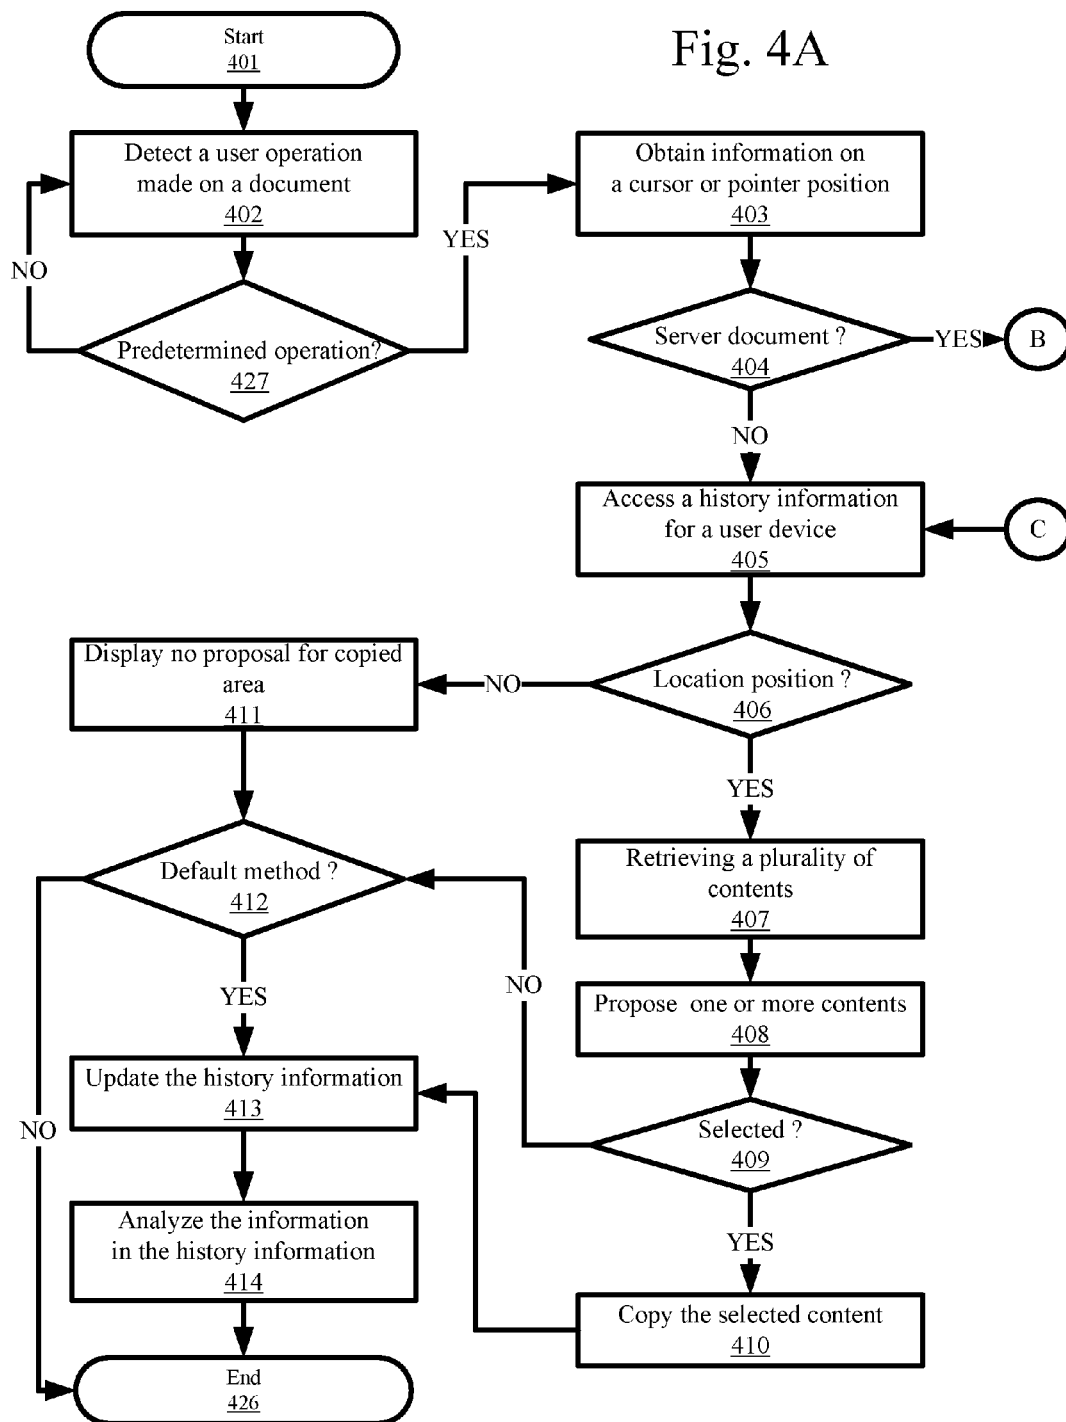 Fig. 4A
Start
401
Detect a user operation
made on a document
402
Predetermined operation?
427
NO
YES
Obtain information on
a cursor or pointer position
403
Server document ?
404
YES
B
NO
Access a history information
for a user device
405
C
Location position ?
406
NO
YES
Display no proposal for copied
area
411
Default method ?
412
YES
NO
Retrieving a plurality of
contents
407
Propose one or more contents
408
Selected ?
409
NO
YES
Copy the selected content
410
Update the history information
413
Analyze the information
in the history information
414
End
426